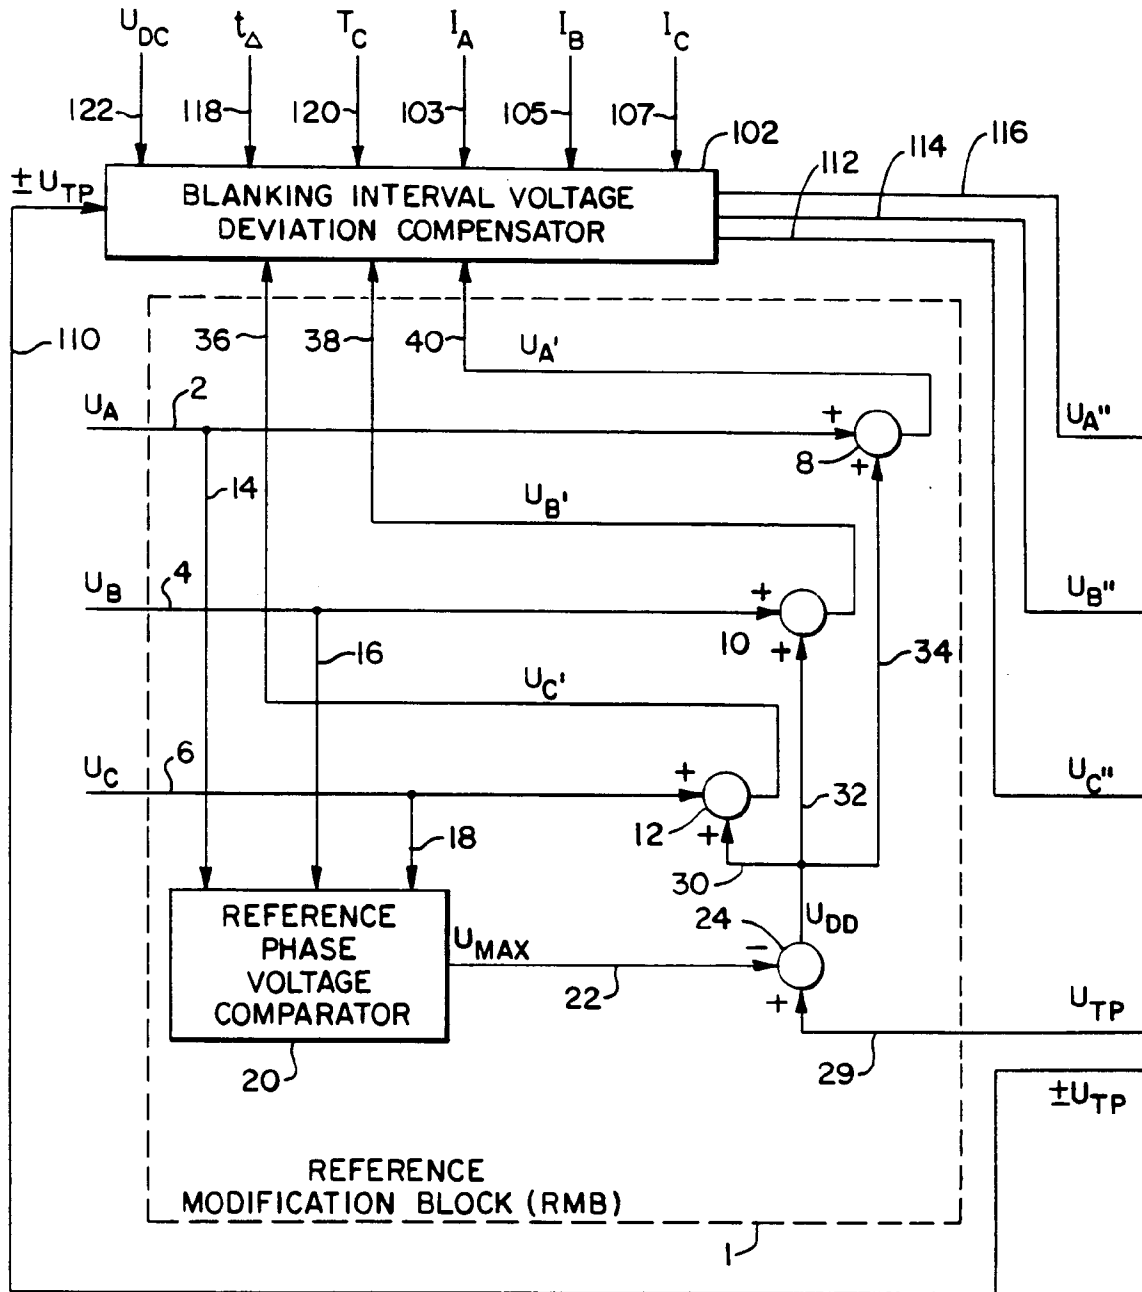 U_DC t_Δ T_C I_A I_B I_C
122 118 120 103 105 107 102 114 116
112
± U_TP
BLANKING INTERVAL VOLTAGE
DEVIATION COMPENSATOR
110 36 38 40 U_A'
U_A 2 + U_A"
+ 8
14
U_B'
U_B 4 + U_B"
10 +
16 34
U_C'
U_C 6 + U_C"
12 + 32
18
30
REFERENCE
PHASE
VOLTAGE
COMPARATOR
U_MAX 24 U_DD
−
22 + U_TP
20 29
± U_TP
REFERENCE
MODIFICATION BLOCK (RMB)
1